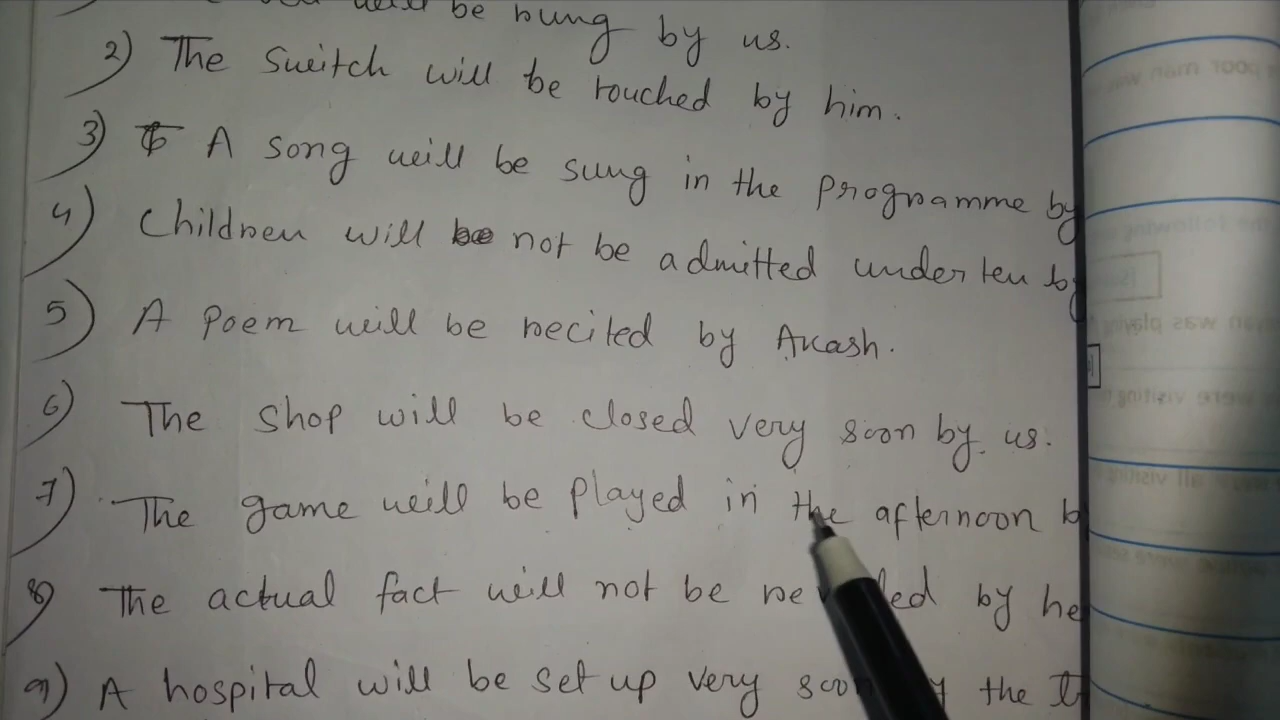 will be hung by us.
2) The switch will be touched by him.
3) A song will be sung in the programme by
4) Children will not be admitted under ten by
5) A poem will be recited by Akash.
6) The shop will be closed very soon by us.
7) The game will be played in the afternoon b
8) The actual fact will not be by he
9) A hospital will be set up very soon the